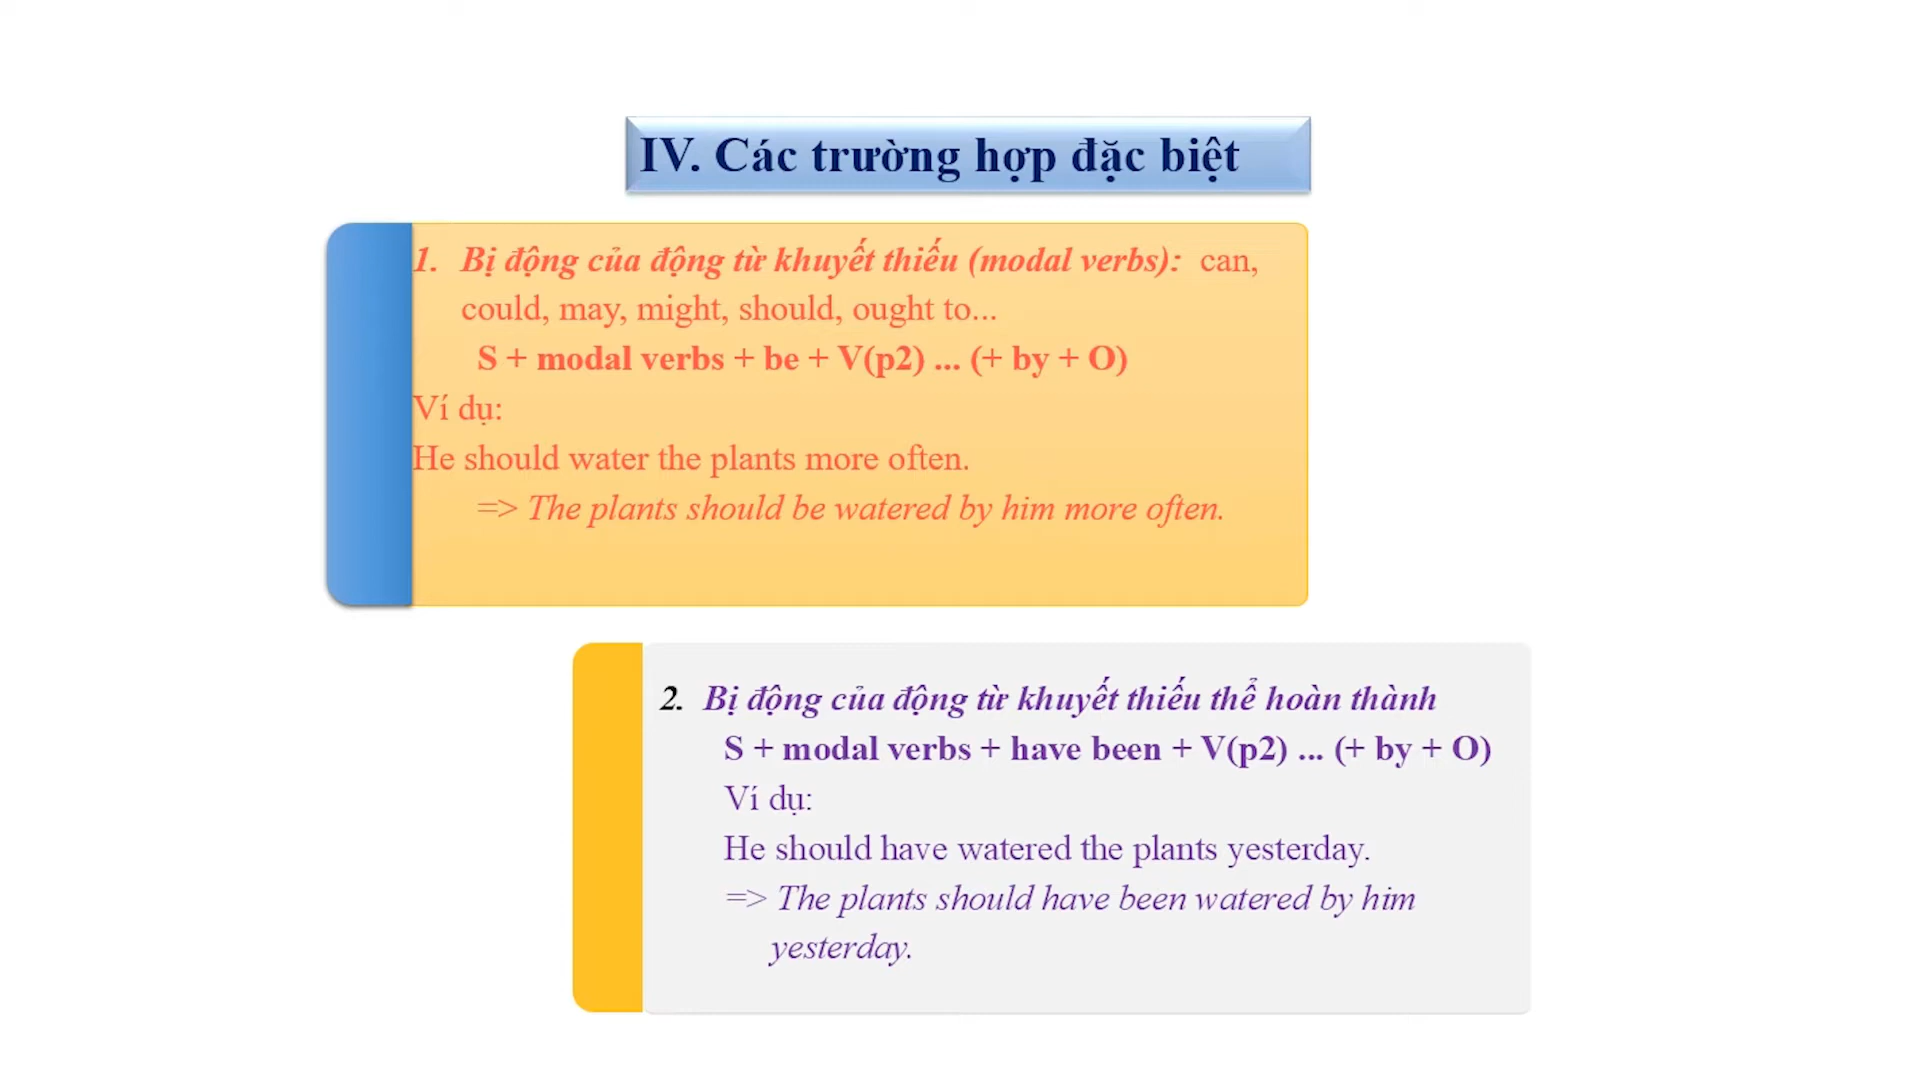 IV. Các trường hợp đặc biệt
1. Bị động của động từ khuyết thiếu (modal verbs): can,
could, may, might, should, ought to...
S + modal verbs + be + V(p2) ... (+ by + O)
Ví dụ:
He should water the plants more often.
=> The plants should be watered by him more often.
2. Bị động của động từ khuyết thiếu thể hoàn thành
S + modal verbs + have been + V(p2) ... (+ by + O)
Ví dụ:
He should have watered the plants yesterday.
=> The plants should have been watered by him
yesterday.